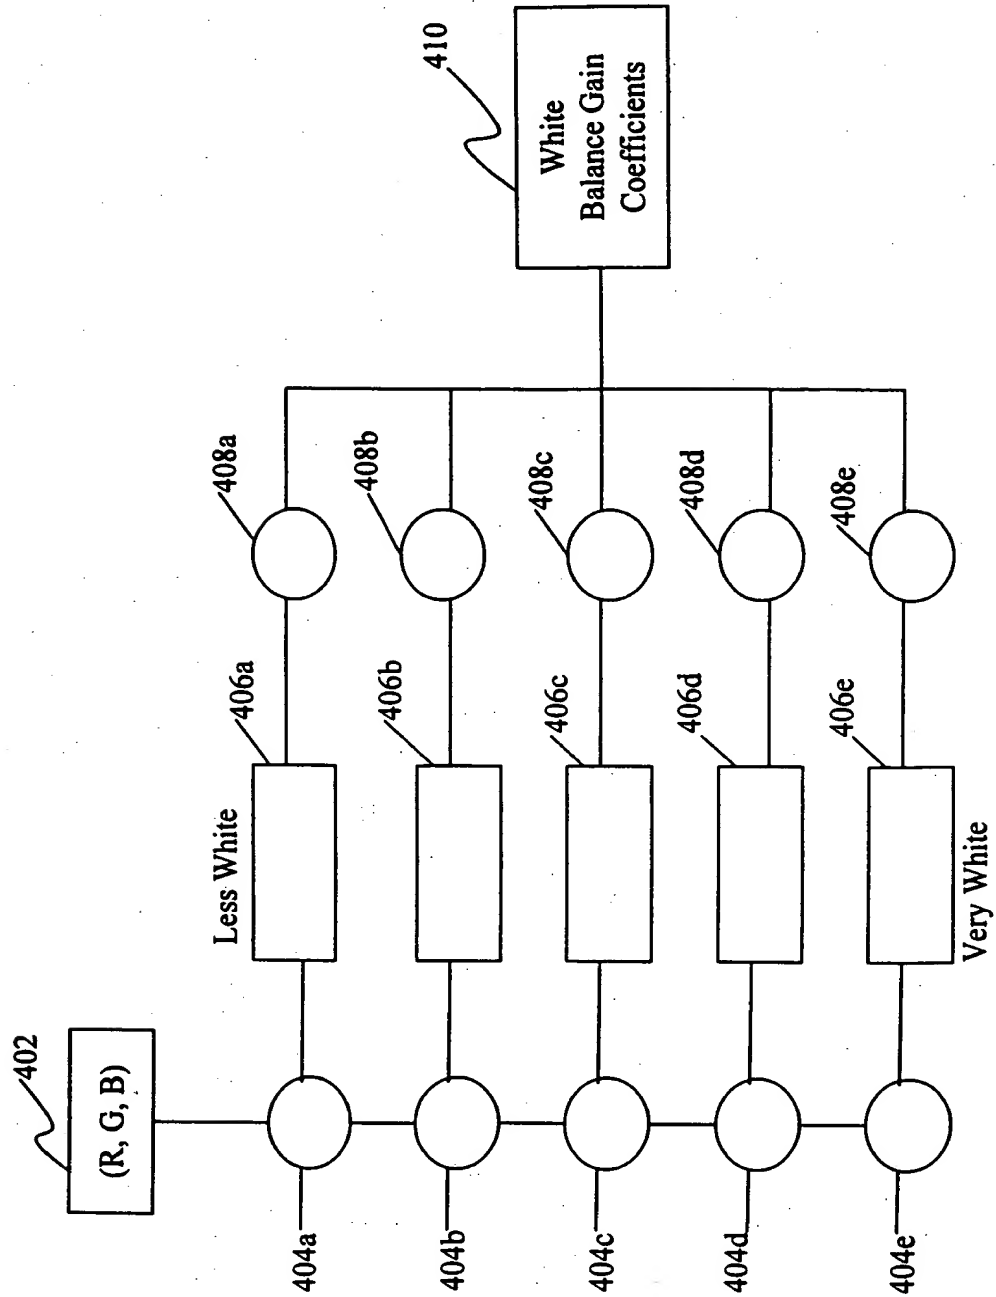 402
(R, G, B)
404a
404b
404c
404d
404e
Less White
406a
406b
406c
406d
406e
Very White
408a
408b
408c
408d
408e
410
White
Balance Gain
Coefficients